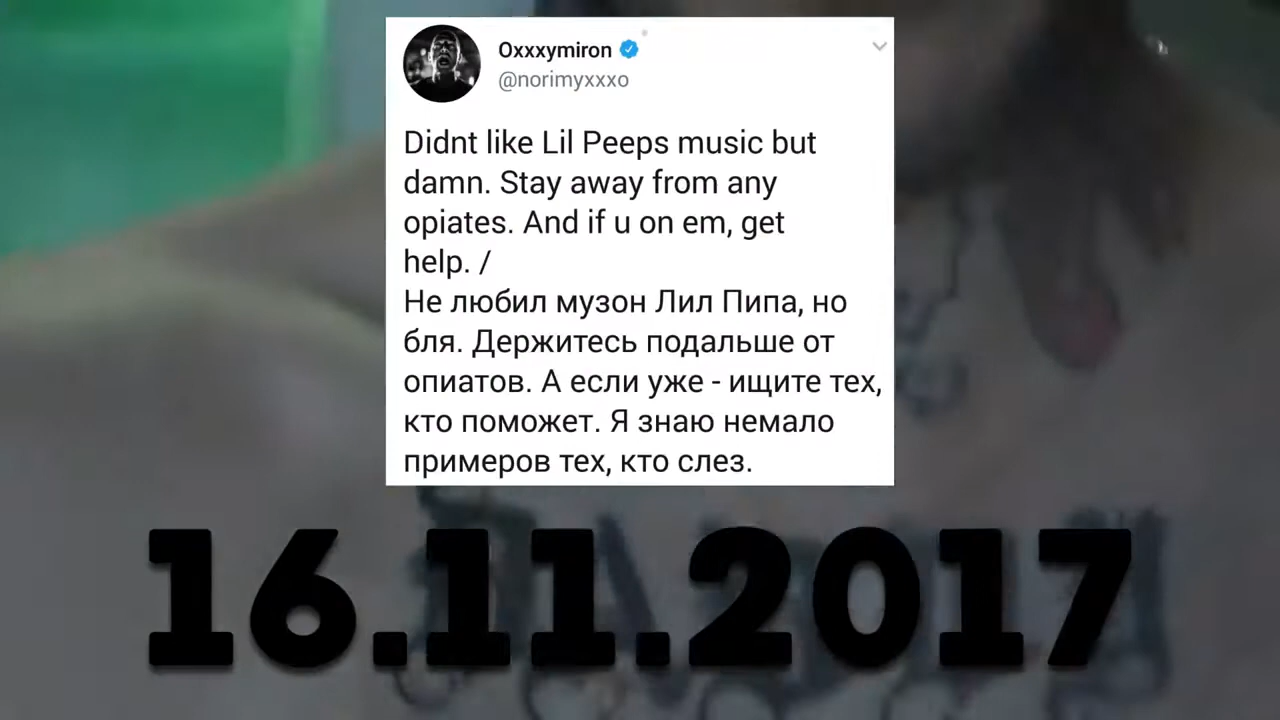 Oxxxymiron
@norimyxxxo
Didnt like Lil Peeps music but
damn. Stay away from any
opiates. And if u on em, get
help. /
Не любил музон Лил Пипа, но
бля. Держитесь подальше от
опиатов. А если уже - ищите тех,
кто поможет. Я знаю немало
примеров тех, кто слез.
16.11.2017